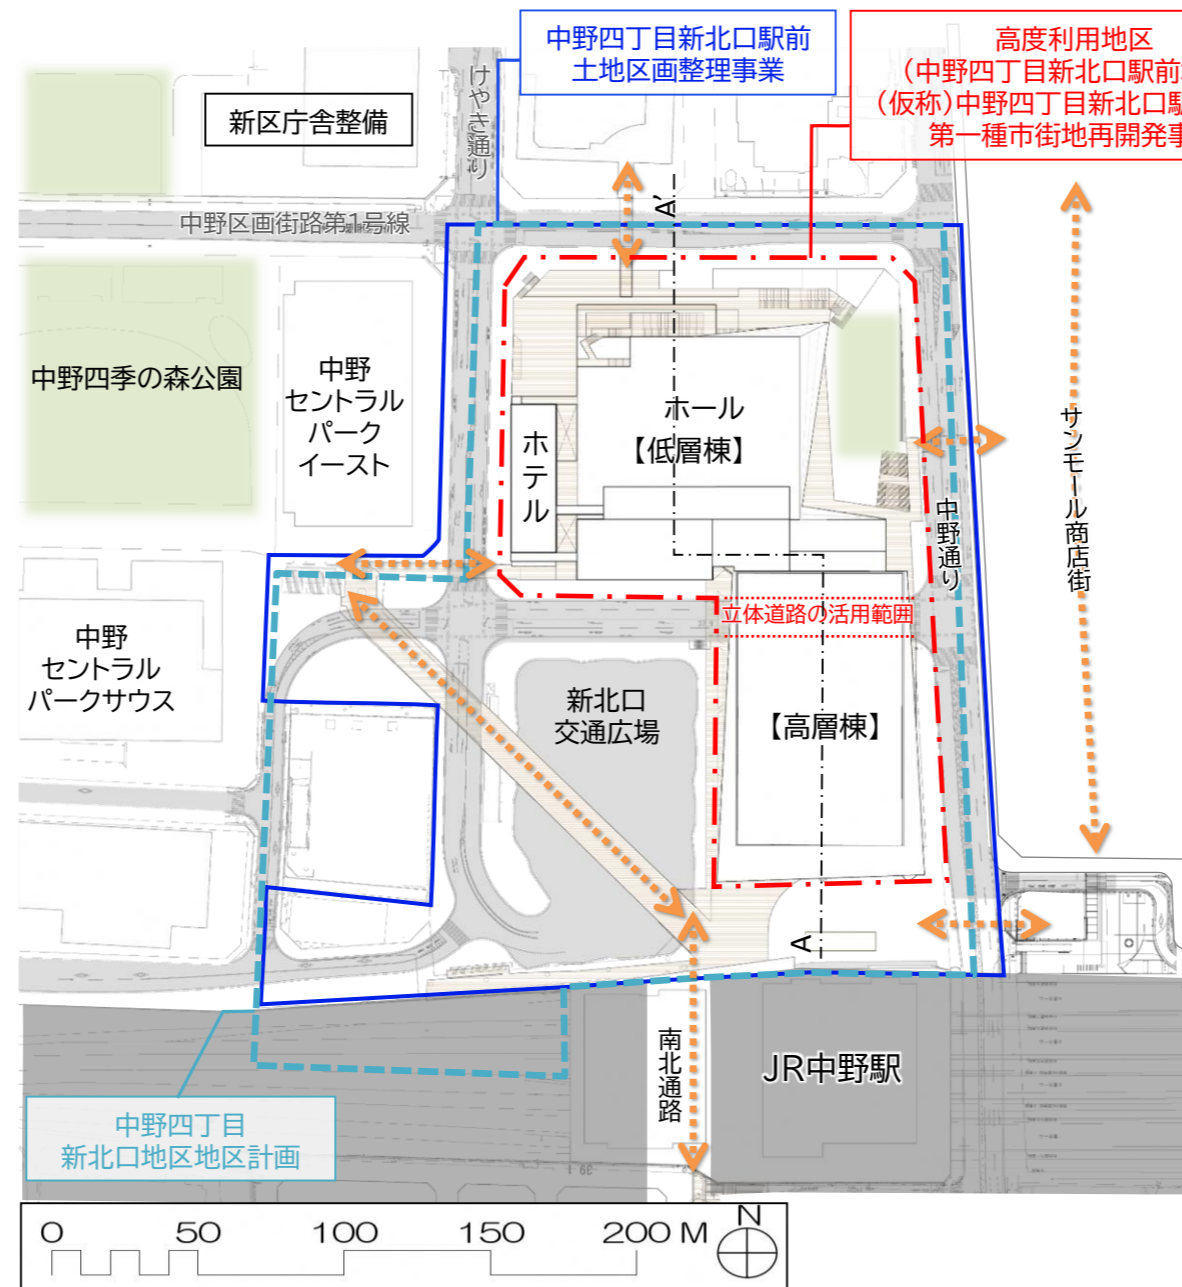 中野四丁目新北口駅前
土地区画整理事業
高度利用地区
(中野四丁目新北口駅前
(仮称)中野四丁目新北口駅
第一種市街地再開発事
新区庁舎整備
けやき通り
中野区画街路第1号線
A'
中野四季の森公園
中野
セントラル
パーク
イースト
ホール
【低層棟】
ホテル
サンモール商店街
中野通り
立体道路の活用範囲
中野
セントラル
パークサウス
新北口
交通広場
【高層棟】
A
南北通路
JR中野駅
中野四丁目
新北口地区地区計画
39
0 50 100 150 200 M
N